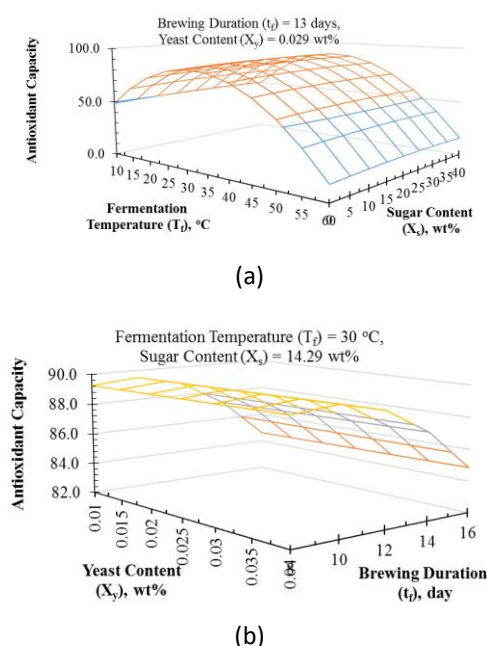 Brewing Duration (tf) = 13 days,
Yeast Content (Xy) = 0.029 wt%
Antioxidant Capacity
100.0
50.0
0.0
10 15 20 25 30 35 40 45 50 55 60
0 5 10 15 20 25 30 35 40
Fermentation
Temperature (Tf), °C
Sugar Content
(Xs), wt%
(a)
Fermentation Temperature (Tf) = 30 °C,
Sugar Content (Xs) = 14.29 wt%
Antioxidant Capacity
90.0
88.0
86.0
84.0
82.0
0.01 0.015 0.02 0.025 0.03 0.035 0.04
10 12 14 16
Yeast Content
(Xy), wt%
Brewing Duration
(tf), day
(b)